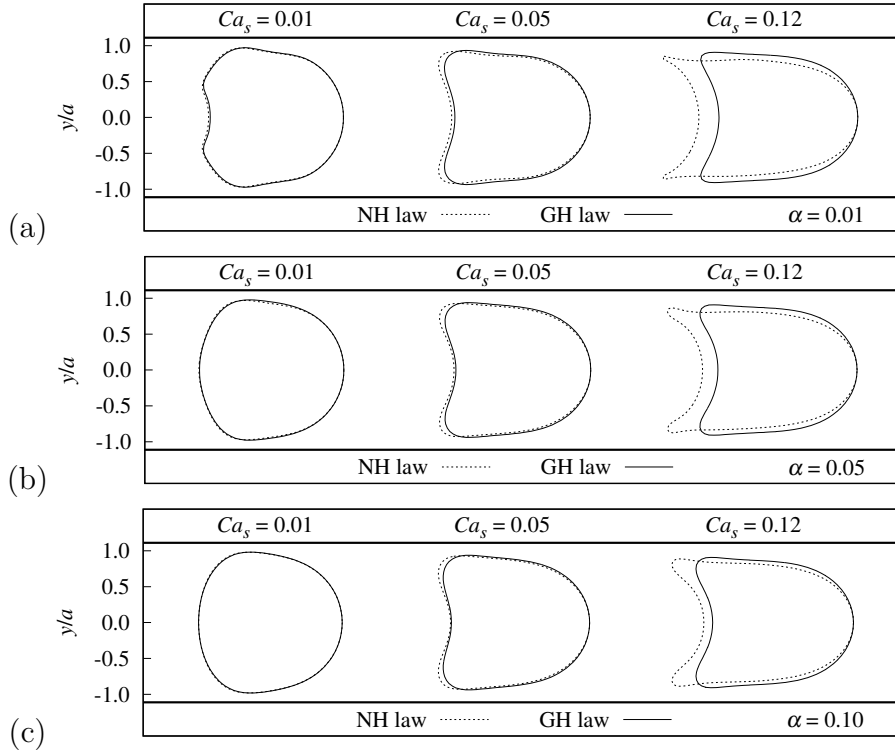 Ca_s = 0.01 Ca_s = 0.05 Ca_s = 0.12
1.0
0.5
0.0
-0.5
-1.0
y/a
NH law GH law α = 0.01
(a)
Ca_s = 0.01 Ca_s = 0.05 Ca_s = 0.12
1.0
0.5
0.0
-0.5
-1.0
y/a
NH law GH law α = 0.05
(b)
Ca_s = 0.01 Ca_s = 0.05 Ca_s = 0.12
1.0
0.5
0.0
-0.5
-1.0
y/a
NH law GH law α = 0.10
(c)